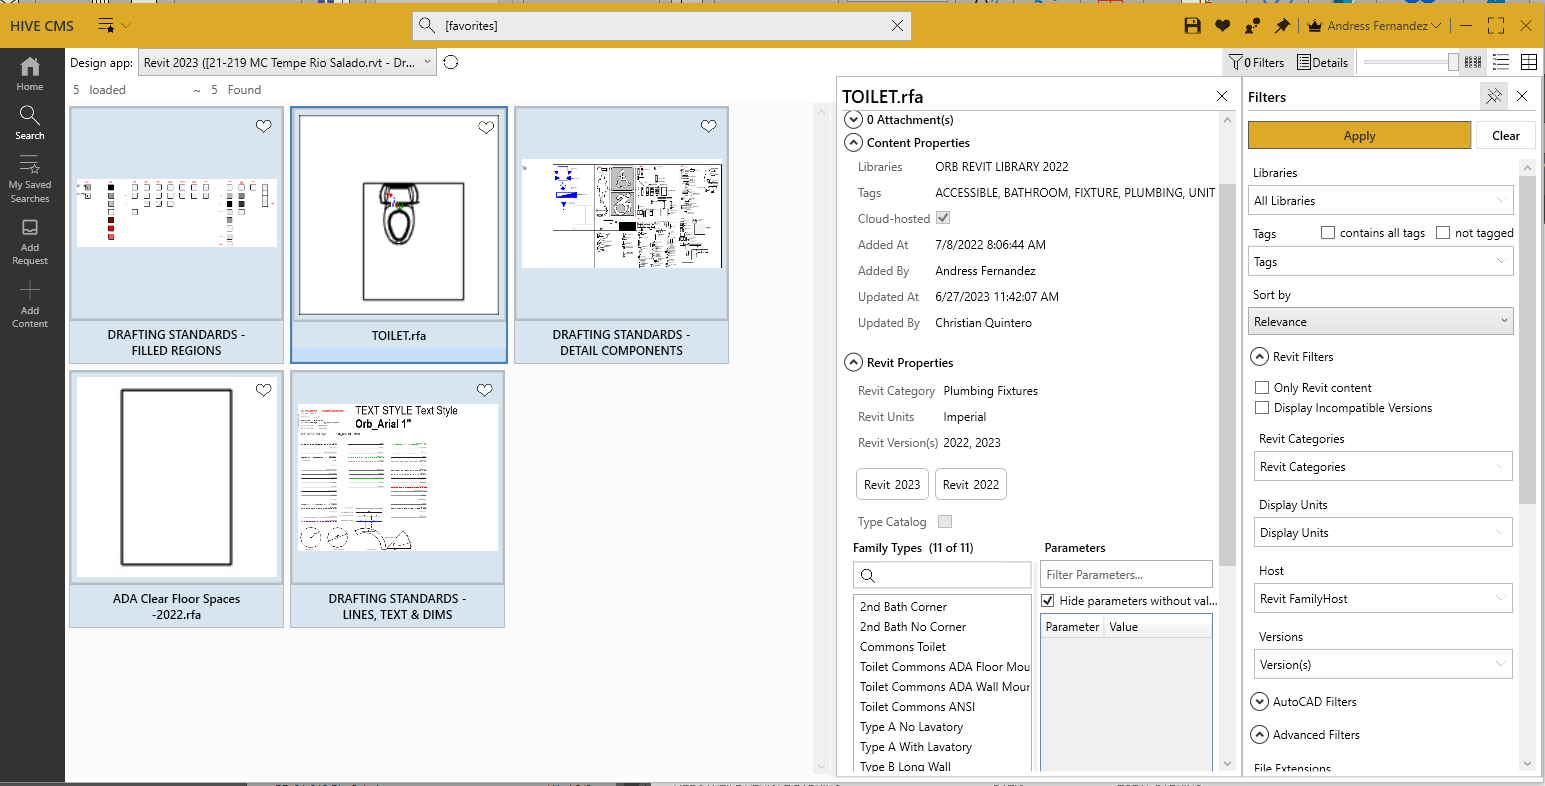 HIVE CMS
[favorites]
Andress Fernandez
Home
Search
My Saved
Searches
Add
Request
Add
Content
Design app:
Revit 2023 ([21-219 MC Tempe Rio Salado.rvt - Dr...
0 Filters
Details
5 loaded ~ 5 Found
DRAFTING STANDARDS -
FILLED REGIONS
TOILET.rfa
DRAFTING STANDARDS -
DETAIL COMPONENTS
ADA Clear Floor Spaces
-2022.rfa
TEXT STYLE Text Style
Orb_Arial 1"
DRAFTING STANDARDS -
LINES, TEXT & DIMS
TOILET.rfa
0 Attachment(s)
Content Properties
Libraries ORB REVIT LIBRARY 2022
Tags ACCESSIBLE, BATHROOM, FIXTURE, PLUMBING, UNIT
Cloud-hosted
Added At 7/8/2022 8:06:44 AM
Added By Andress Fernandez
Updated At 6/27/2023 11:42:07 AM
Updated By Christian Quintero
Revit Properties
Revit Category Plumbing Fixtures
Revit Units Imperial
Revit Version(s) 2022, 2023
Revit 2023 Revit 2022
Type Catalog
Family Types (11 of 11)
2nd Bath Corner
2nd Bath No Corner
Commons Toilet
Toilet Commons ADA Floor Mou
Toilet Commons ADA Wall Moun
Toilet Commons ANSI
Type A No Lavatory
Type A With Lavatory
Type B Long Wall
Parameters
Filter Parameters...
Hide parameters without val...
Parameter Value
Filters
Apply
Clear
Libraries
All Libraries
Tags contains all tags not tagged
Tags
Sort by
Relevance
Revit Filters
Only Revit content
Display Incompatible Versions
Revit Categories
Revit Categories
Display Units
Display Units
Host
Revit FamilyHost
Versions
Version(s)
AutoCAD Filters
Advanced Filters
File Extensions